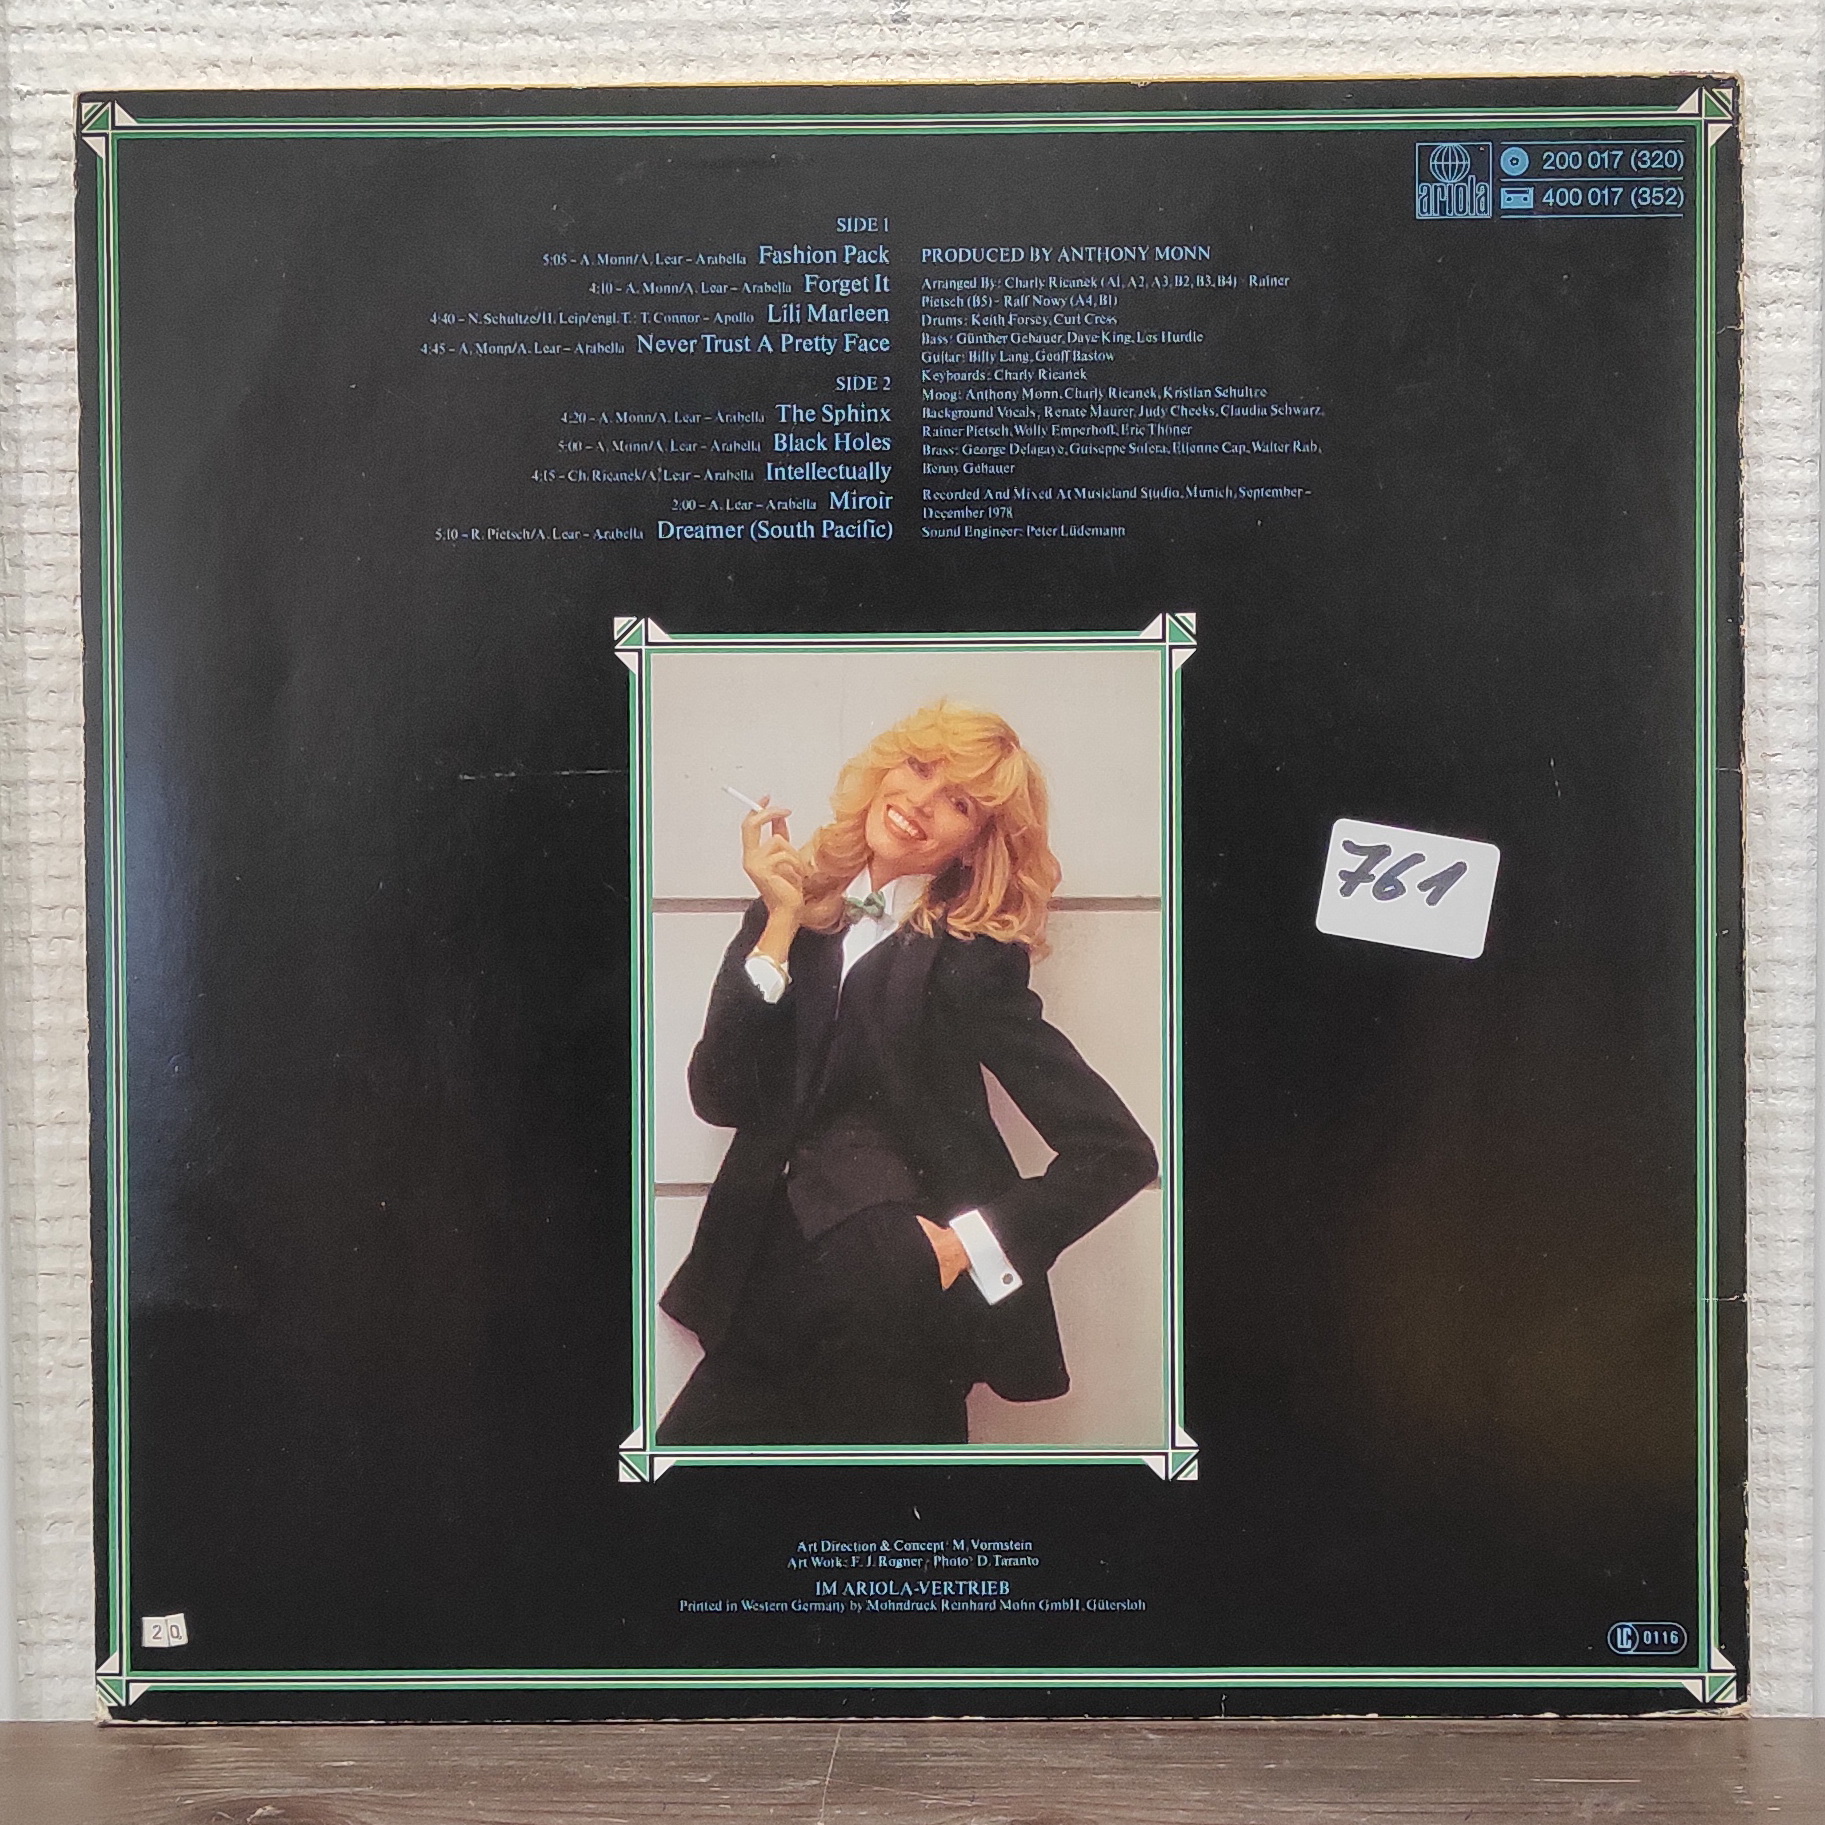 ariola
200 017 (320)
400 017 (352)
SIDE 1
5:05 – A. Monn/A. Lear – Arabella Fashion Pack
4:10 – A. Monn/A. Lear – Arabella Forget It
4:40 – N. Schultze/H. Leip/engl. T.: T. Connor – Apollo Lili Marleen
4:45 – A. Monn/A. Lear – Arabella Never Trust A Pretty Face
SIDE 2
4:20 – A. Monn/A. Lear – Arabella The Sphinx
5:00 – A. Monn/A. Lear – Arabella Black Holes
4:15 – Ch. Ricanek/A. Lear – Arabella Intellectually
2:00 – A. Lear – Arabella Miroir
5:10 – R. Pietsch/A. Lear – Arabella Dreamer (South Pacific)
PRODUCED BY ANTHONY MONN
Arranged By: Charly Ricanek (A1, A2, A3, B2, B3, B4) - Rainer
Pietsch (B5) - Ralf Nowy (A4, B1)
Drums: Keith Forsey, Curt Cress
Bass: Günther Gebauer, Dave King, Les Hurdle
Guitar: Billy Lang, Geoff Bastow
Keyboards: Charly Ricanek
Moog: Anthony Monn, Charly Ricanek, Kristian Schultze
Background Vocals: Renate Maurer, Judy Cheeks, Claudia Schwarz,
Rainer Pietsch, Wolly Emperhoff, Eric Thöner
Brass: George Delagaye, Guiseppe Solera, Etienne Cap, Walter Rab,
Benny Gebauer
Recorded And Mixed At Musicland Studio, Munich, September –
December 1978
Sound Engineer: Peter Lüdemann
761
Art Direction & Concept: M. Vormstein
Art Work: F. J. Rogner · Photo: D. Taranto
IM ARIOLA-VERTRIEB
Printed in Western Germany by Mohndruck Reinhard Mohn GmbH, Gütersloh
20,
LC 0116